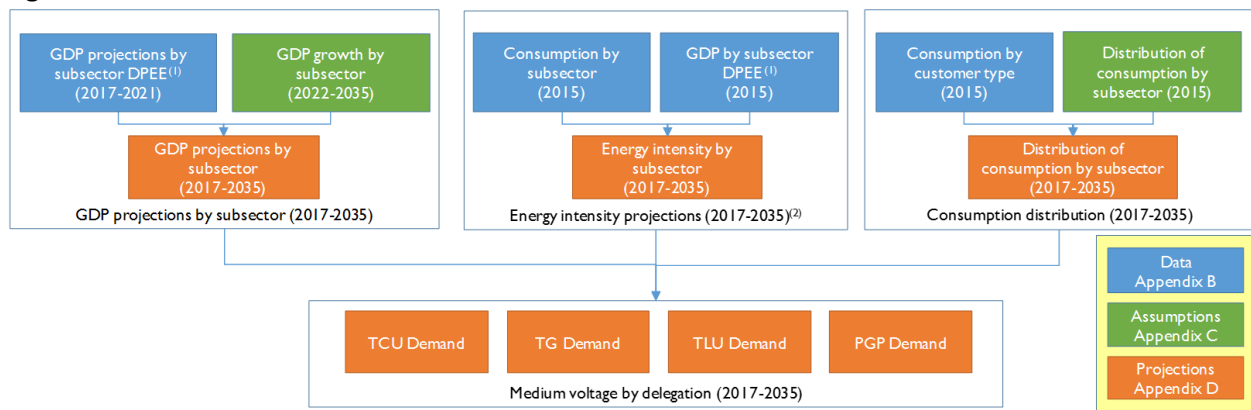 GDP projections by
subsector DPEE(1)
(2017-2021)
GDP growth by
subsector
(2022-2035)
GDP projections by
subsector
(2017-2035)
GDP projections by subsector (2017-2035)
Consumption by
subsector
(2015)
GDP by subsector
DPEE(1)
(2015)
Energy intensity by
subsector
(2017-2035)
Energy intensity projections (2017-2035)(2)
Consumption by
customer type
(2015)
Distribution of
consumption by
subsector (2015)
Distribution of
consumption by subsector
(2017-2035)
Consumption distribution (2017-2035)
TCU Demand
TG Demand
TLU Demand
PGP Demand
Medium voltage by delegation (2017-2035)
Data
Appendix B
Assumptions
Appendix C
Projections
Appendix D